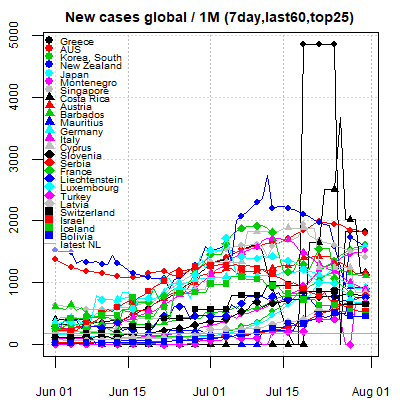 New cases global / 1M (7day,last60,top25)
5000
4000
3000
2000
1000
0
Greece
AUS
Korea, South
New Zealand
Japan
Montenegro
Singapore
Costa Rica
Austria
Barbados
Mauritius
Germany
Italy
Cyprus
Slovenia
Serbia
France
Liechtenstein
Luxembourg
Turkey
Latvia
Switzerland
Israel
Iceland
Bolivia
Latest NL
Jun 01
Jun 15
Jul 01
Jul 15
Aug 01